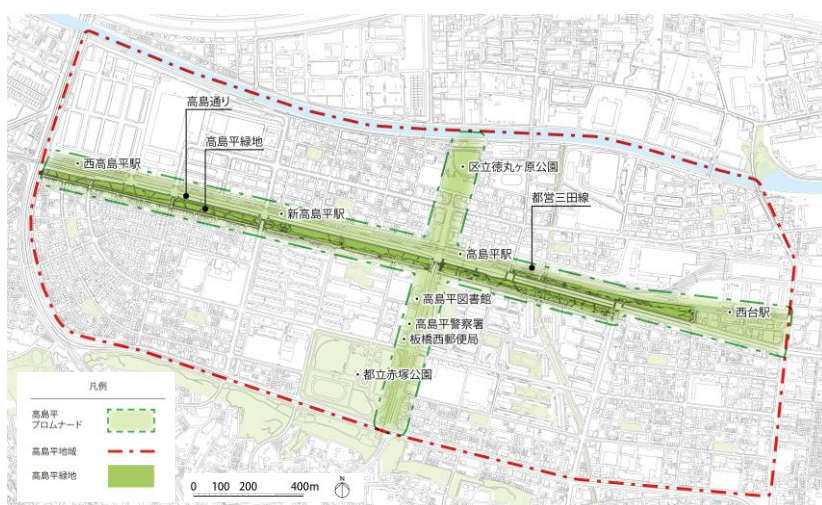 高島通り
高島平緑地
西高島平駅
区立徳丸ヶ原公園
都営三田線
新高島平駅
高島平駅
高島平図書館
西台駅
高島平警察署
板橋西郵便局
都立赤塚公園
凡例
高島平
プロムナード
高島平地域
高島平緑地
0 100 200 400m
N